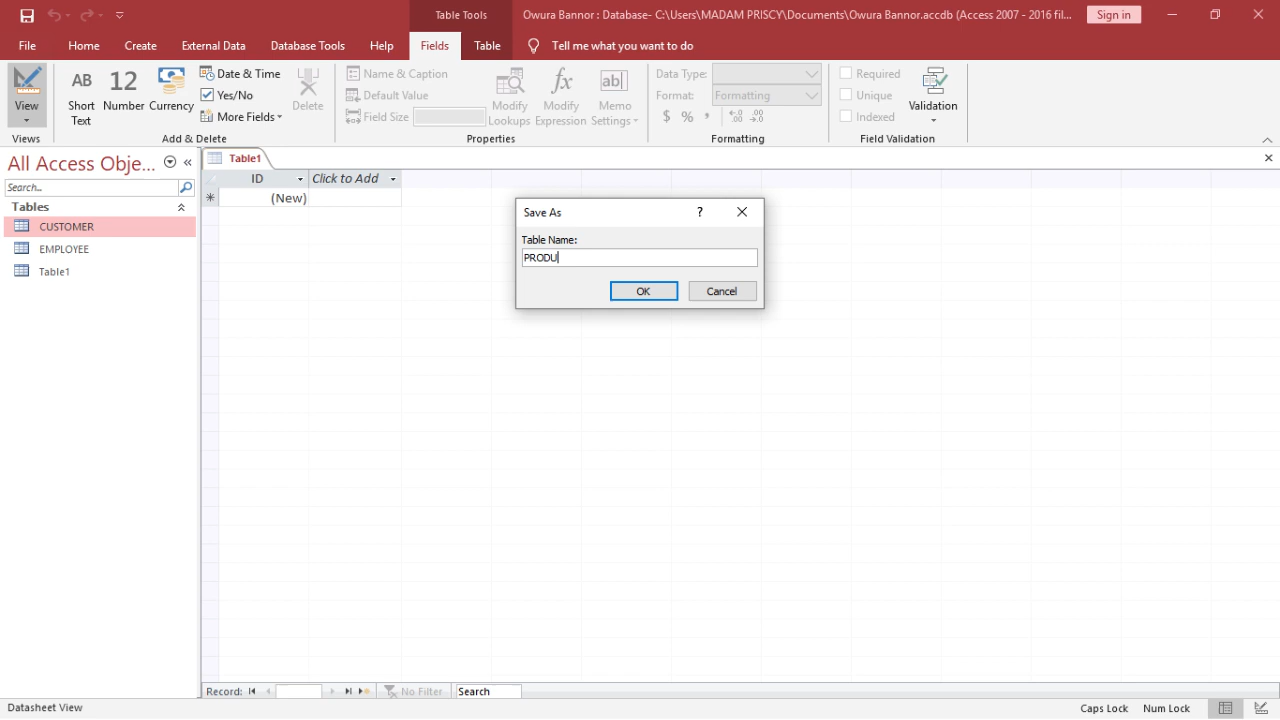 Table Tools
Owura Bannor : Database- C:\Users\MADAM PRISCY\Documents\Owura Bannor.accdb (Access 2007 - 2016 fil...
Sign in
File
Home
Create
External Data
Database Tools
Help
Fields
Table
Tell me what you want to do
View
Views
AB
Short
Text
12
Number
Currency
Date & Time
Yes/No
More Fields
Delete
Add & Delete
Name & Caption
Default Value
Field Size
Modify
Lookups
fx
Modify
Expression
ab
Memo
Settings
Properties
Data Type:
Format:
Formatting
$ % , .00
Formatting
Required
Unique
Indexed
Validation
Field Validation
All Access Obje...
Search...
Tables
CUSTOMER
EMPLOYEE
Table1
Table1
ID
Click to Add
(New)
Save As
?
Table Name:
PRODU
OK
Cancel
Record:
No Filter
Search
Datasheet View
Caps Lock
Num Lock